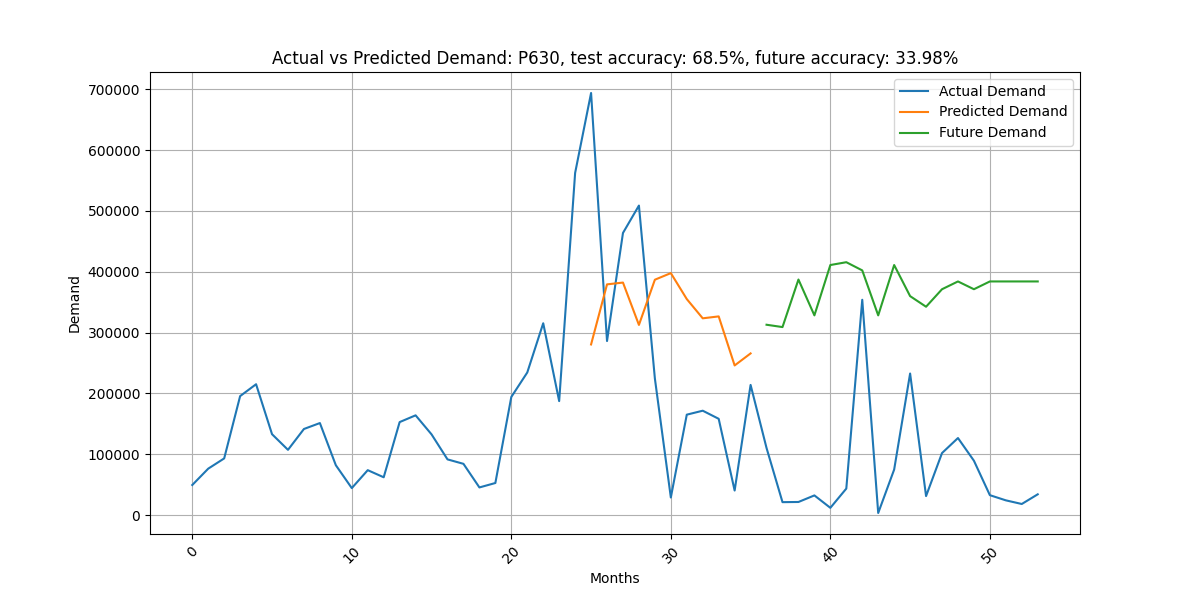 Actual vs Predicted Demand: P630, test accuracy: 68.5%, future accuracy: 33.98%
Actual Demand
Predicted Demand
Future Demand
Demand
700000
600000
500000
400000
300000
200000
100000
0
0 10 20 30 40 50
Months